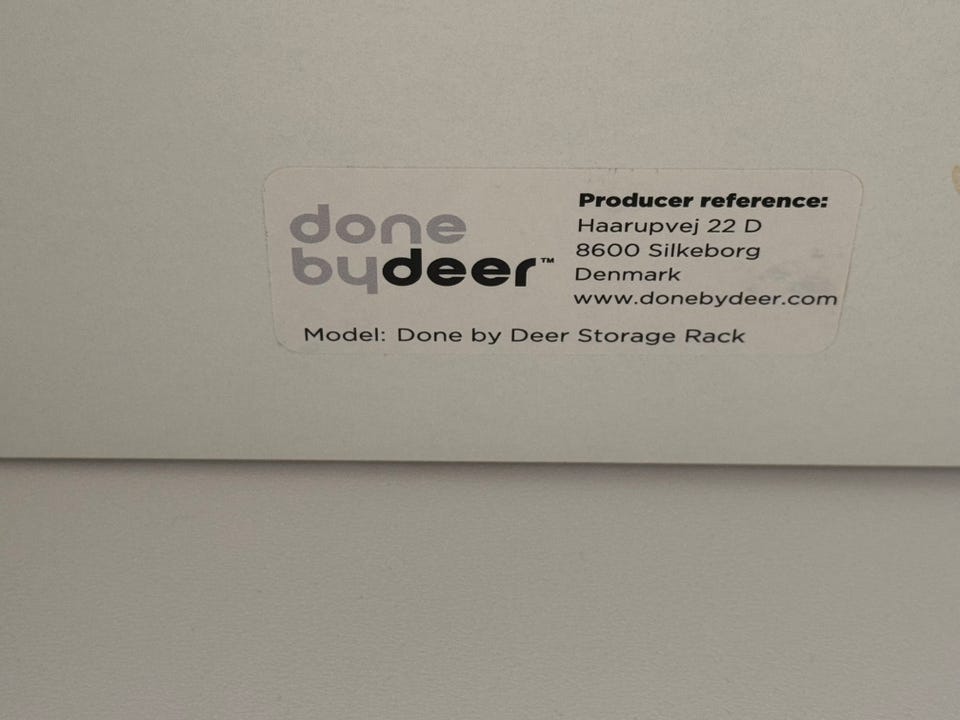 done
bydeer™
Producer reference:
Haarupvej 22 D
8600 Silkeborg
Denmark
www.donebydeer.com
Model: Done by Deer Storage Rack